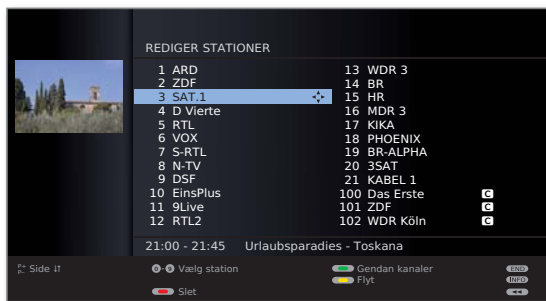 REDIGER STATIONER
1 ARD
2 ZDF
3 SAT.1
4 D Vierte
5 RTL
6 VOX
7 S-RTL
8 N-TV
9 DSF
10 EinsPlus
11 9Live
12 RTL2
13 WDR 3
14 BR
15 HR
16 MDR 3
17 KIKA
18 PHOENIX
19 BR-ALPHA
20 3SAT
21 KABEL 1
100 Das Erste C
101 ZDF C
102 WDR Köln C
21:00 - 21:45 Urlaubsparadies - Toskana
P+ P- Side
0-9 Vælg station
Slet
Gendan kanaler
Flyt
END
INFO